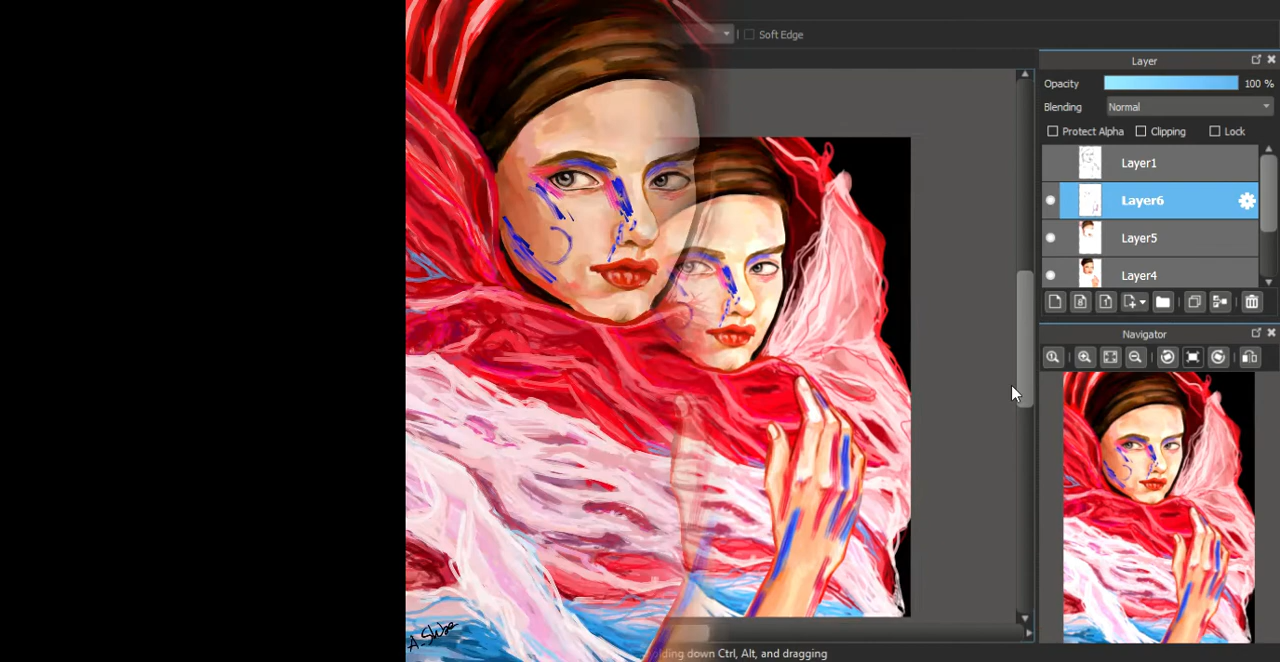 Soft Edge
Layer
Opacity 100 %
Blending Normal
Protect Alpha Clipping Lock
Layer1
Layer6
Layer5
Layer4
Navigator
down Ctrl, Alt, and dragging